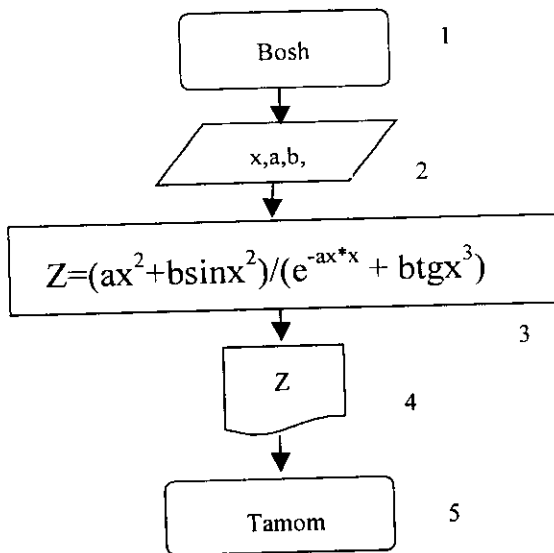 Bosh 1
x,a,b, 2
Z=(ax²+bsinx²)/(e^-ax*x + btgx³)
3
Z 4
Tamom 5